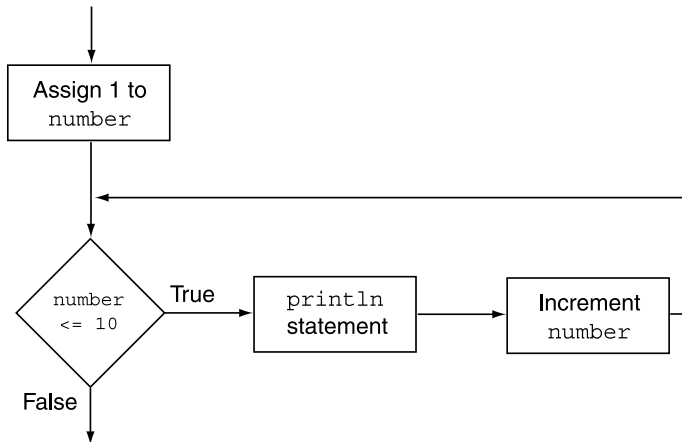 Assign 1 to
number
number
<= 10
True
println
statement
Increment
number
False